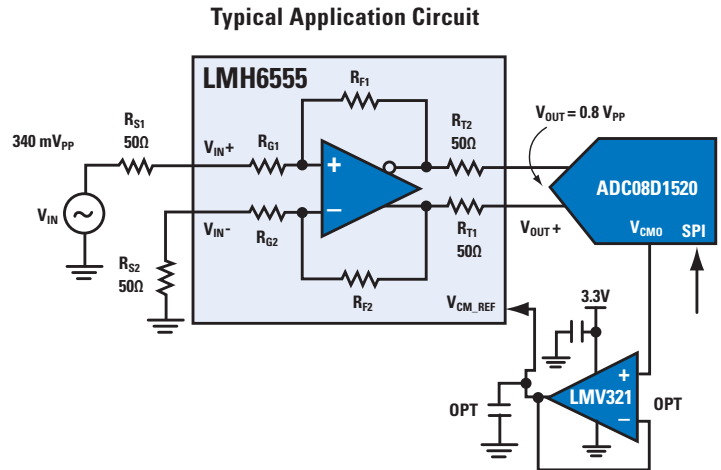 Typical Application Circuit
LMH6555
RF1
RS1
50Ω
340 mVPP
VIN+
RG1
RT2
50Ω
VOUT = 0.8 VPP
+
ADC08D1520
VIN
VIN-
RG2
−
RT1
50Ω
VOUT+
VCMO
SPI
RS2
50Ω
RF2
VCM_REF
3.3V
+
LMV321
−
OPT
OPT